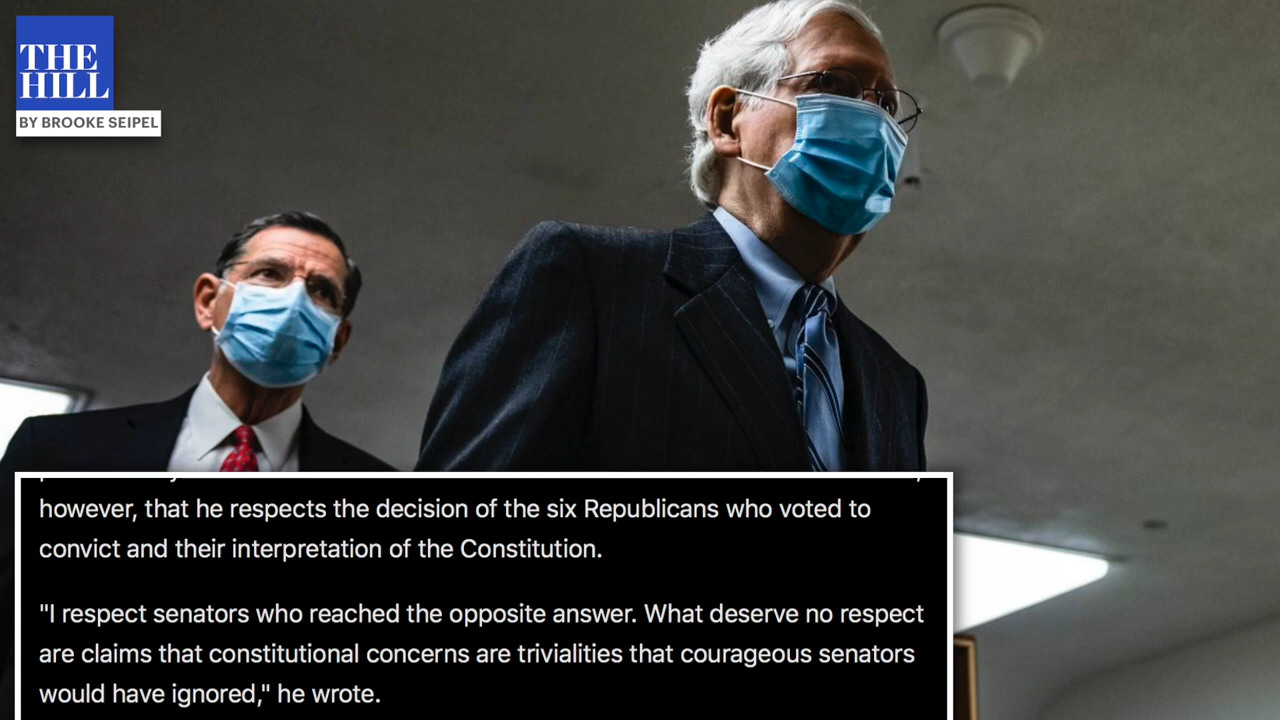 THE
HILL
BY BROOKE SEIPEL
however, that he respects the decision of the six Republicans who voted to
convict and their interpretation of the Constitution.
"I respect senators who reached the opposite answer. What deserve no respect
are claims that constitutional concerns are trivialities that courageous senators
would have ignored," he wrote.